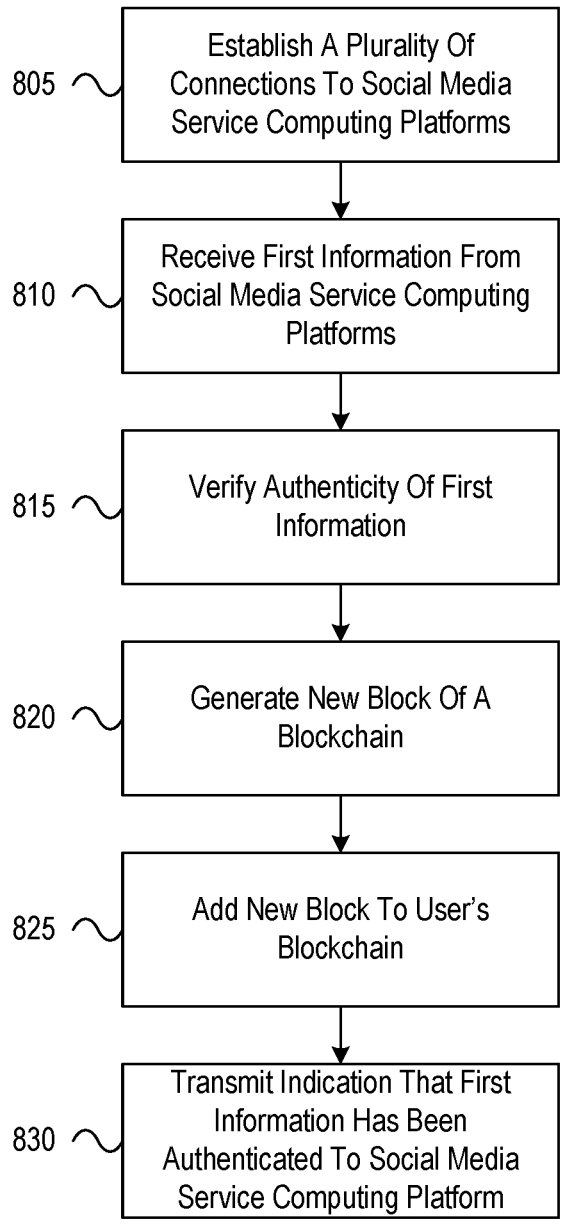 805
Establish A Plurality Of
Connections To Social Media
Service Computing Platforms
810
Receive First Information From
Social Media Service Computing
Platforms
815
Verify Authenticity Of First
Information
820
Generate New Block Of A
Blockchain
825
Add New Block To User's
Blockchain
830
Transmit Indication That First
Information Has Been
Authenticated To Social Media
Service Computing Platform